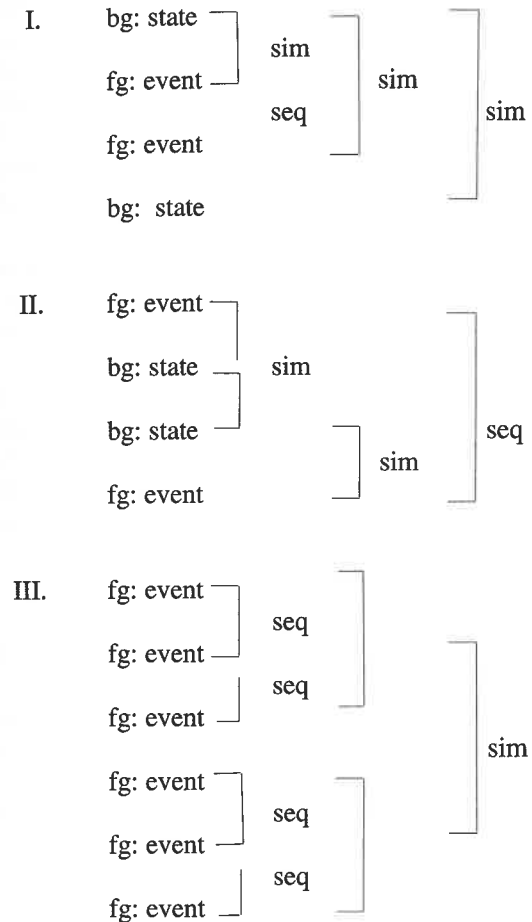 I. bg: state
sim
fg: event sim
seq sim
fg: event
bg: state
II. fg: event
bg: state sim
bg: state seq
sim
fg: event
III. fg: event
seq
fg: event
seq
fg: event
sim
fg: event
seq
fg: event
seq
fg: event